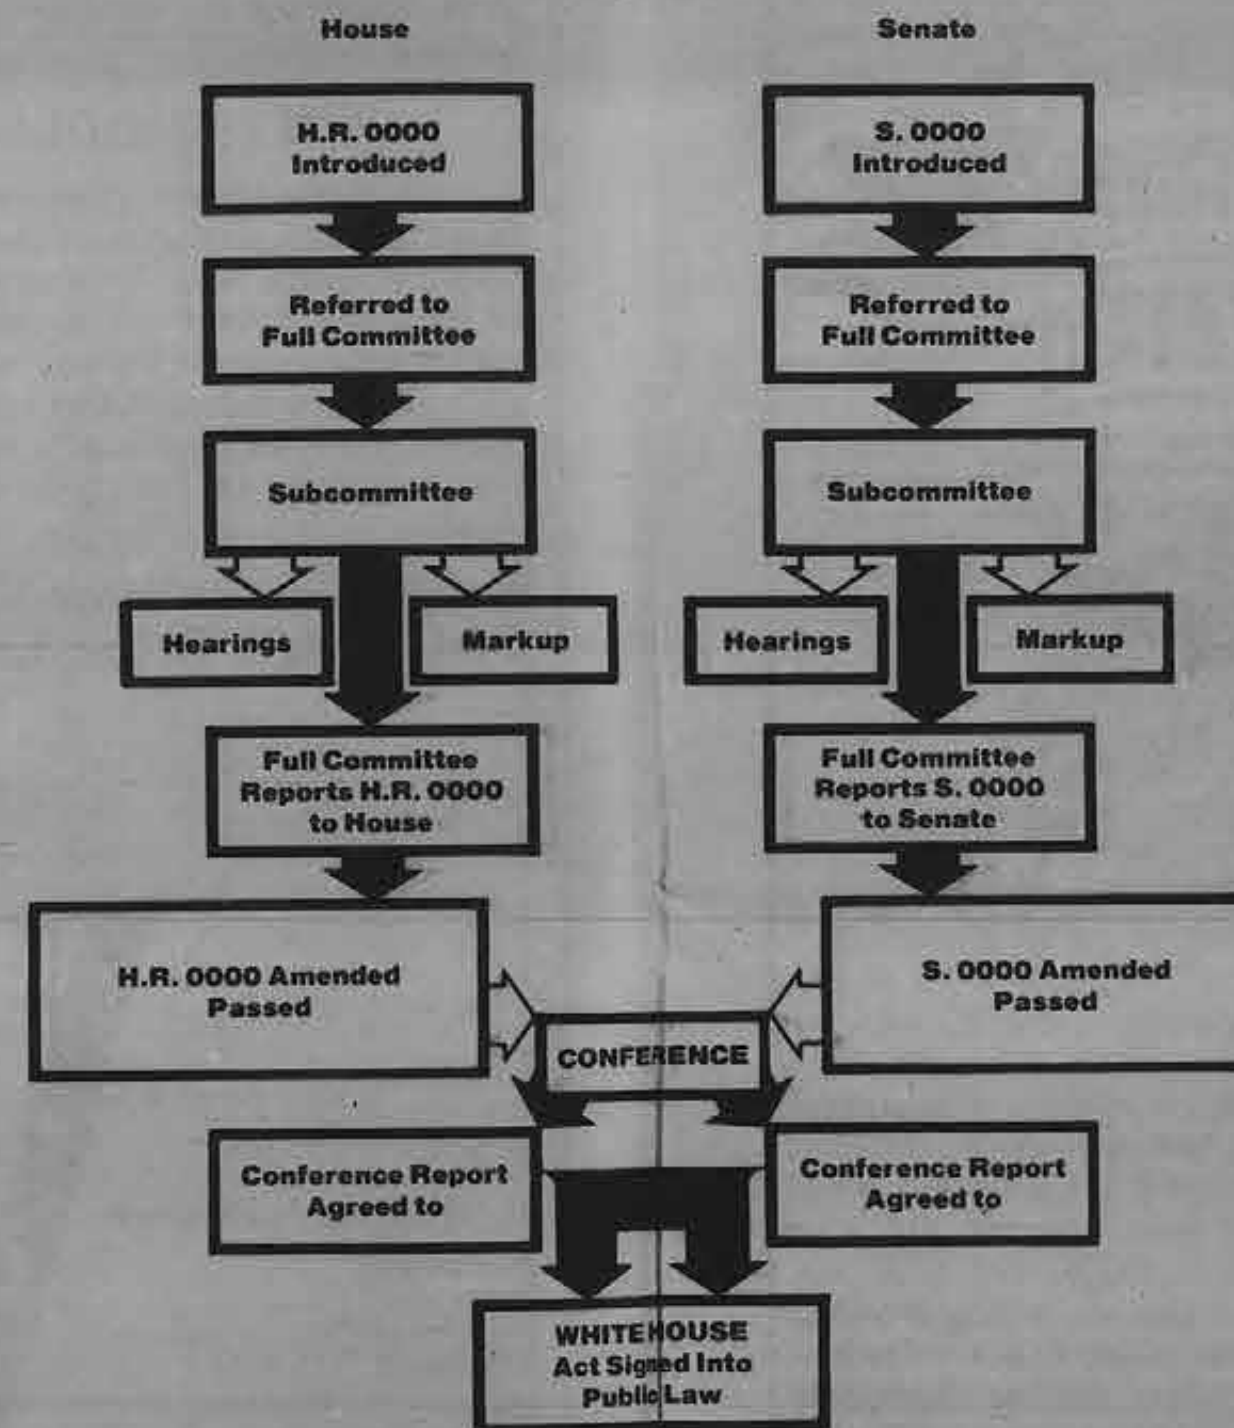 House
H.R. 0000
Introduced
Referred to
Full Committee
Subcommittee
Hearings
Markup
Full Committee
Reports H.R. 0000
to House
H.R. 0000 Amended
Passed
Senate
S. 0000
Introduced
Referred to
Full Committee
Subcommittee
Hearings
Markup
Full Committee
Reports S. 0000
to Senate
S. 0000 Amended
Passed
CONFERENCE
Conference Report
Agreed to
Conference Report
Agreed to
WHITEHOUSE
Act Signed Into
Public Law